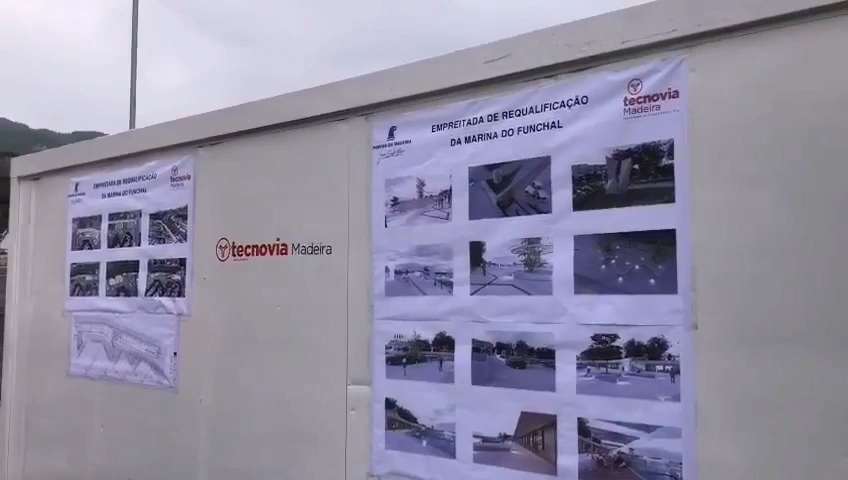 EMPREITADA DE REQUALIFICAÇÃO
DA MARINA DO FUNCHAL
tecnovia
tecnovia Madeira
PORTOS DA MADEIRA
EMPREITADA DE REQUALIFICAÇÃO
DA MARINA DO FUNCHAL
tecnovia
Madeira